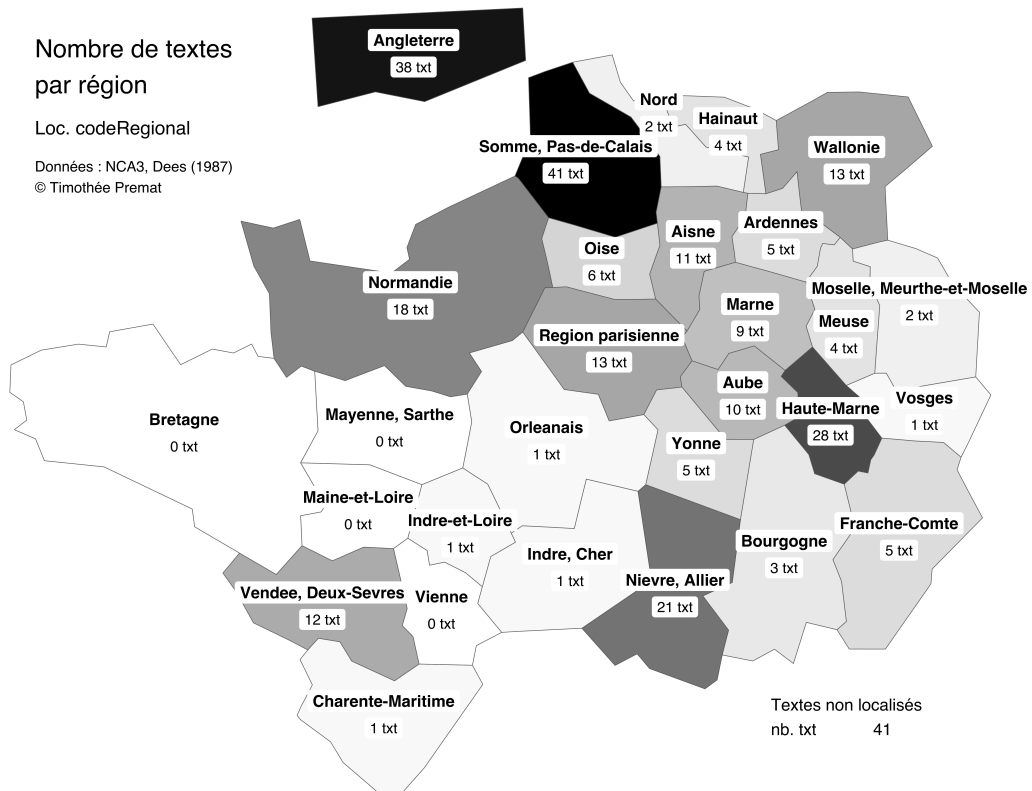 Nombre de textes
par région
Loc. codeRegional
Données : NCA3, Dees (1987)
© Timothée Premat
Angleterre
38 txt
Nord
2 txt
Hainaut
4 txt
Somme, Pas-de-Calais
41 txt
Wallonie
13 txt
Ardennes
5 txt
Aisne
11 txt
Oise
6 txt
Normandie
18 txt
Moselle, Meurthe-et-Moselle
2 txt
Marne
9 txt
Meuse
4 txt
Region parisienne
13 txt
Aube
10 txt
Haute-Marne
28 txt
Vosges
1 txt
Bretagne
0 txt
Mayenne, Sarthe
0 txt
Orleanais
1 txt
Yonne
5 txt
Maine-et-Loire
0 txt
Indre-et-Loire
1 txt
Indre, Cher
1 txt
Bourgogne
3 txt
Franche-Comte
5 txt
Nievre, Allier
21 txt
Vendee, Deux-Sevres
12 txt
Vienne
0 txt
Charente-Maritime
1 txt
Textes non localisés
nb. txt 41